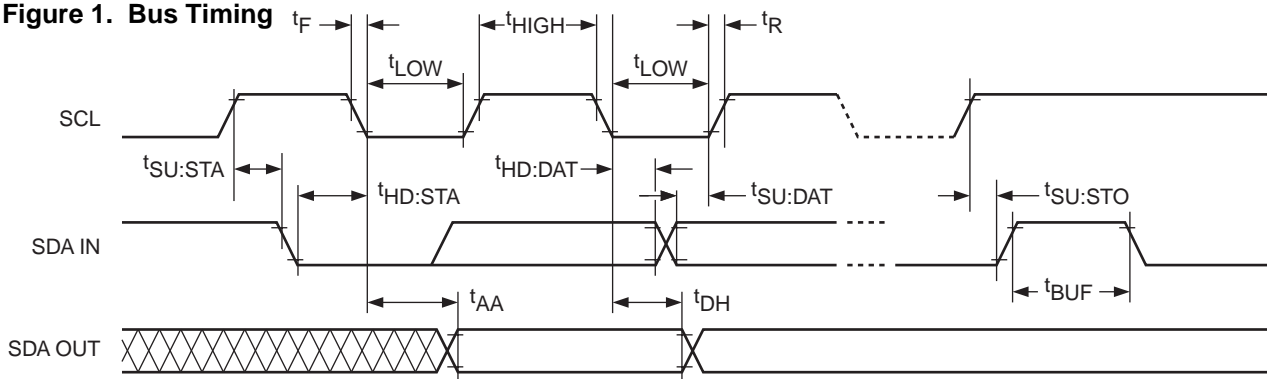 Figure 1. Bus Timing
tF
tHIGH
tR
tLOW
tLOW
SCL
tSU:STA
tHD:STA
tHD:DAT
tSU:DAT
tSU:STO
SDA IN
tBUF
tAA
tDH
SDA OUT